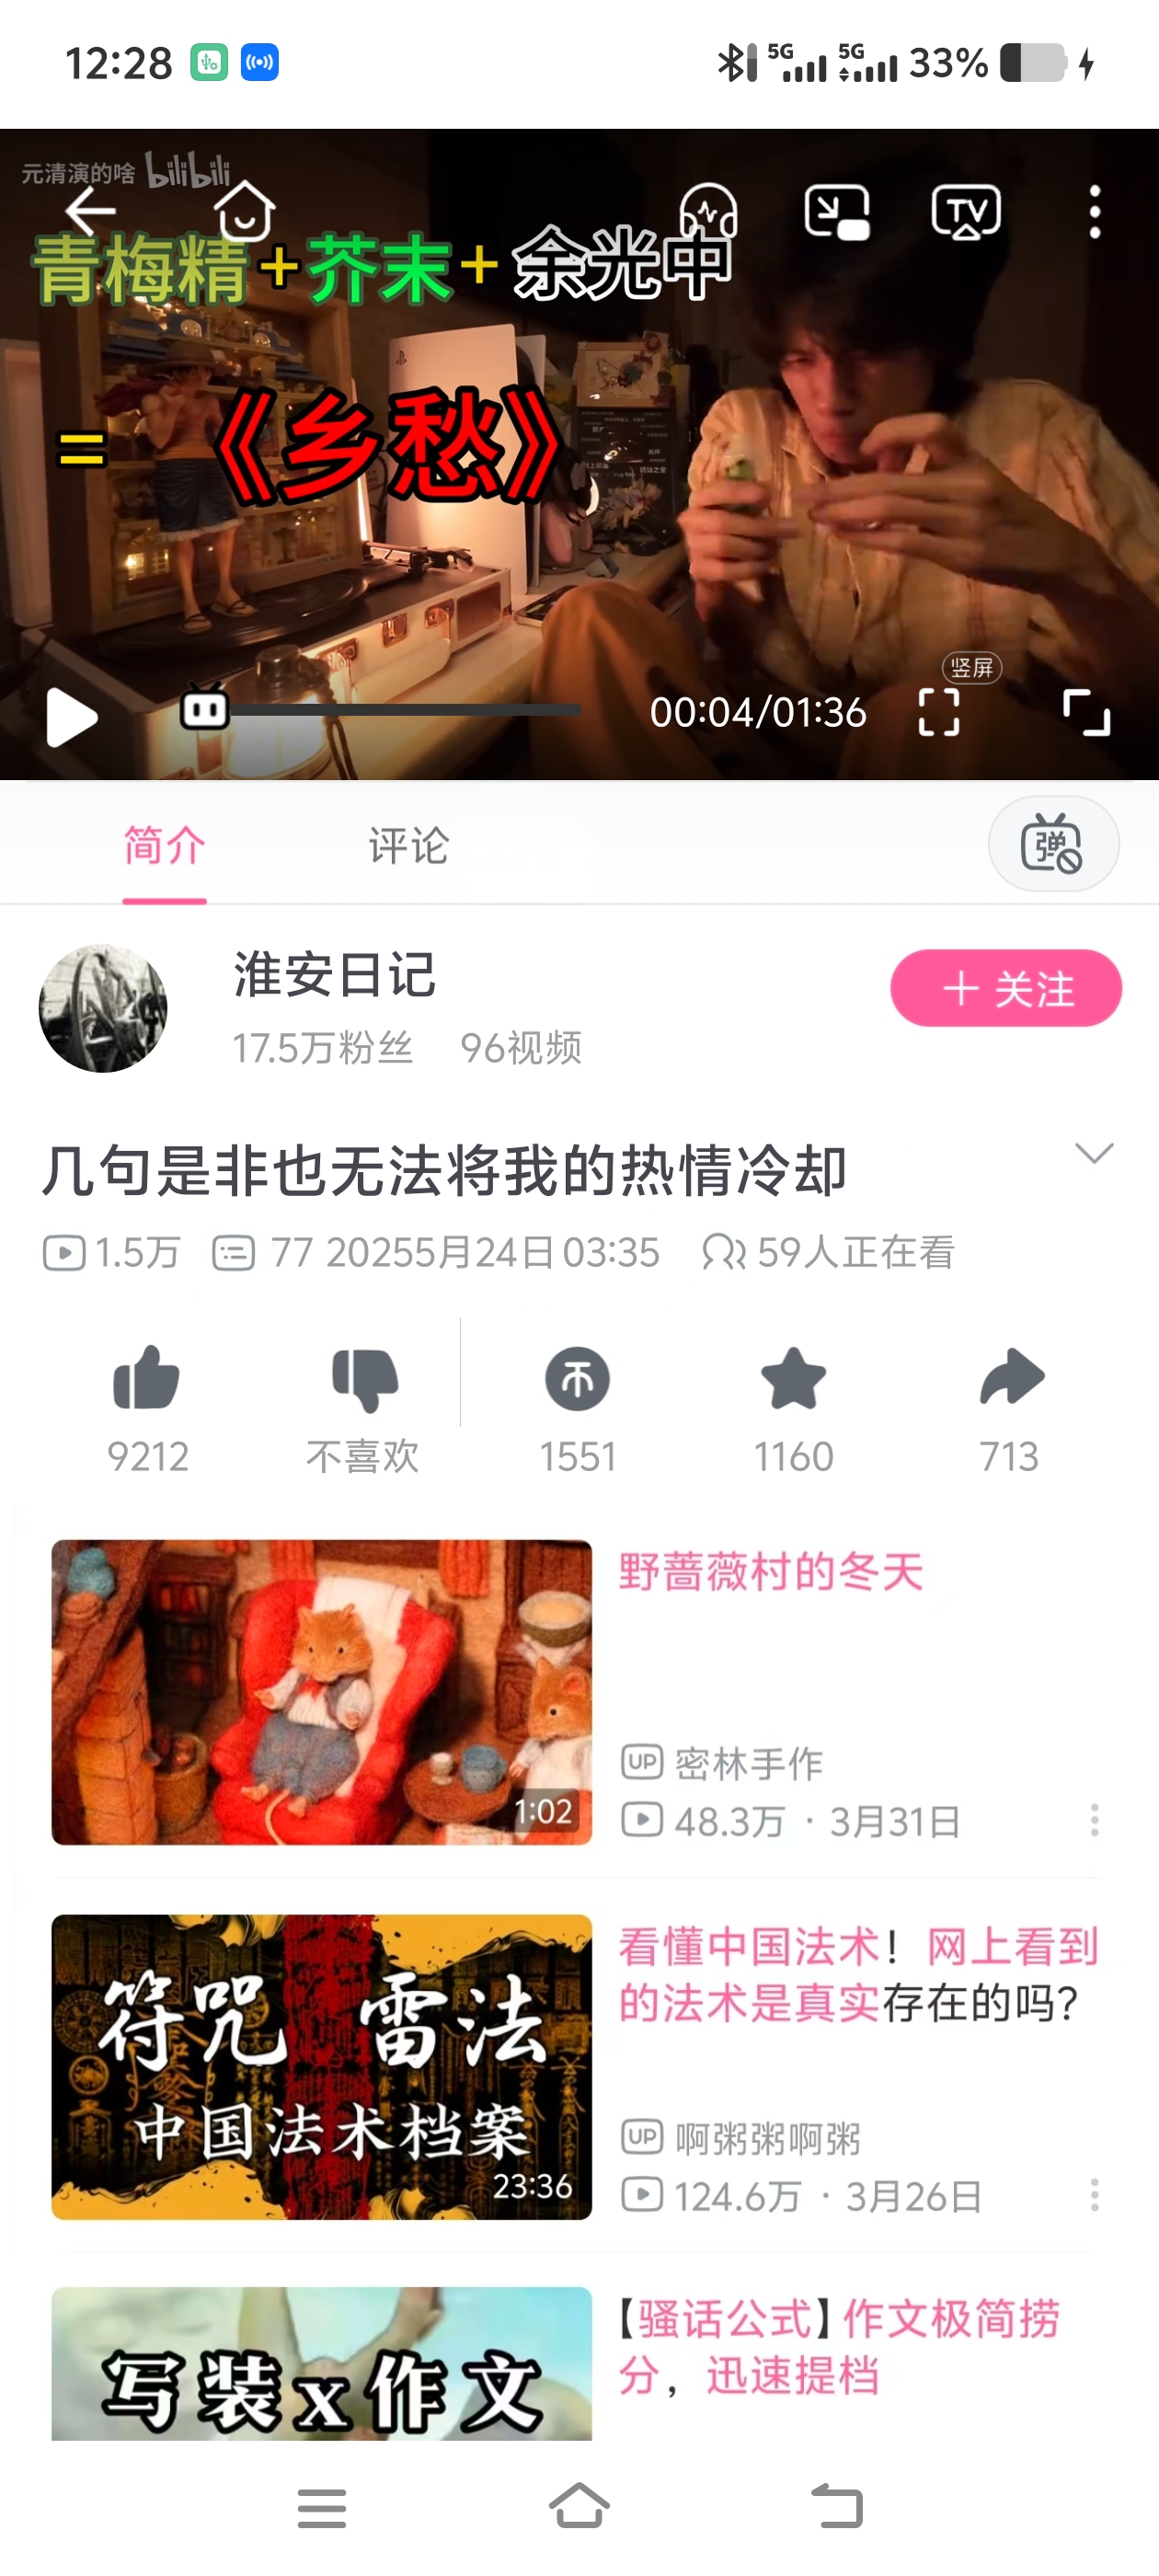 12:28 5G 5G 33%
元清演的啥 bilibili
TV
青梅精+芥末+余光中
=《乡愁》
竖屏
00:04/01:36
简介 评论 弹
淮安日记
+ 关注
17.5万粉丝 96视频
几句是非也无法将我的热情冷却
1.5万 77 20255月24日 03:35 59人正在看
9212 不喜欢 1551 1160 713
野蔷薇村的冬天
1:02
UP 密林手作
48.3万 · 3月31日
符咒 雷法
中国法术档案
23:36
看懂中国法术！网上看到
的法术是真实存在的吗？
UP 啊粥粥啊粥
124.6万 · 3月26日
写装x作文
【骚话公式】作文极简捞
分，迅速提档